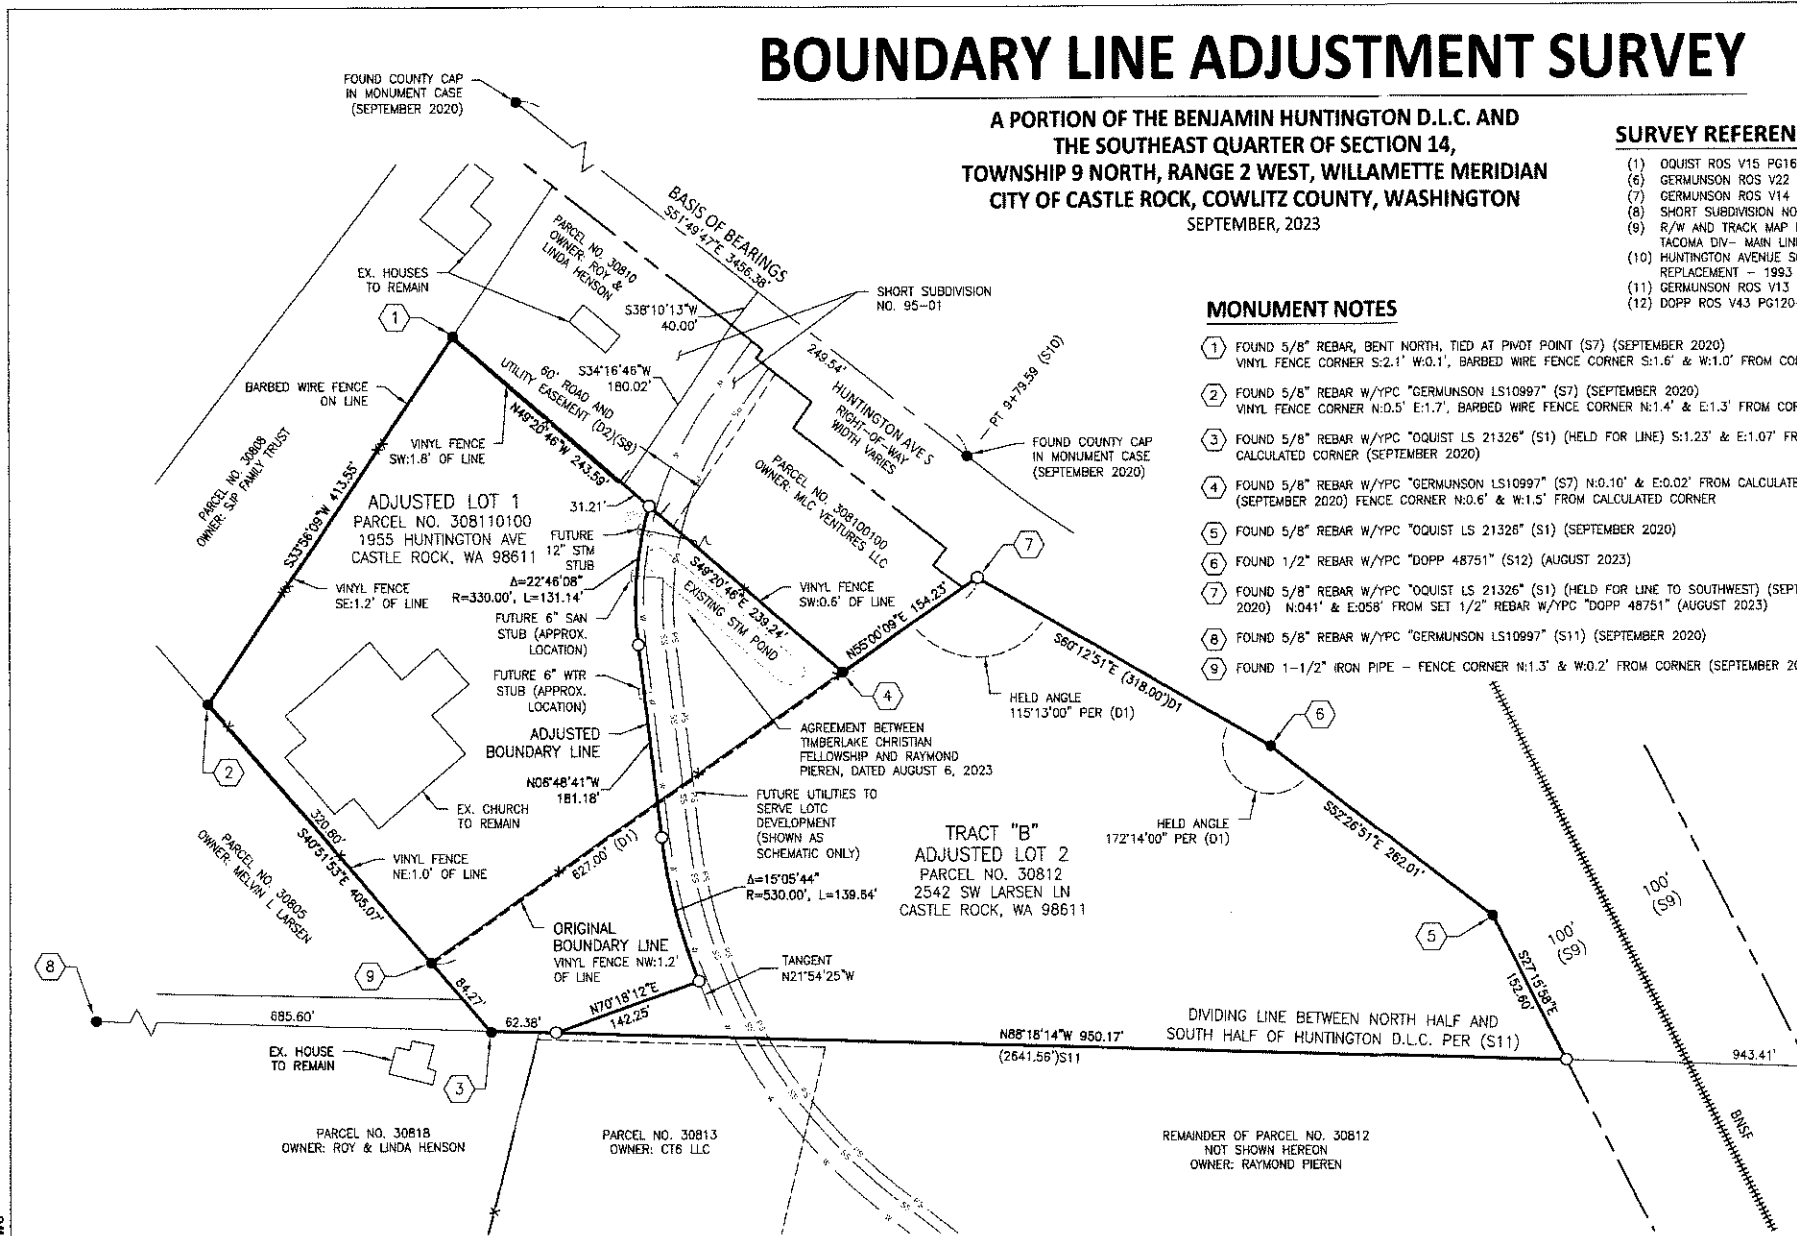 BOUNDARY LINE ADJUSTMENT SURVEY
A PORTION OF THE BENJAMIN HUNTINGTON D.L.C. AND
THE SOUTHEAST QUARTER OF SECTION 14,
TOWNSHIP 9 NORTH, RANGE 2 WEST, WILLAMETTE MERIDIAN
CITY OF CASTLE ROCK, COWLITZ COUNTY, WASHINGTON
SEPTEMBER, 2023
SURVEY REFEREN
(1) OQUIST ROS V15 PG16
(6) GERMUNSON ROS V22
(7) GERMUNSON ROS V14
(8) SHORT SUBDIVISION NO
(9) R/W AND TRACK MAP
TACOMA DIV- MAIN LIN
(10) HUNTINGTON AVENUE S
REPLACEMENT - 1993
(11) GERMUNSON ROS V13
(12) DOPP ROS V43 PG120
MONUMENT NOTES
1 FOUND 5/8" REBAR, BENT NORTH, TIED AT PIVOT POINT (S7) (SEPTEMBER 2020)
VINYL FENCE CORNER S:2.1' W:0.1', BARBED WIRE FENCE CORNER S:1.6' & W:1.0' FROM CO
2 FOUND 5/8" REBAR W/YPC "GERMUNSON LS10997" (S7) (SEPTEMBER 2020)
VINYL FENCE CORNER N:0.5' E:1.7', BARBED WIRE FENCE CORNER N:1.4' & E:1.3' FROM COR
3 FOUND 5/8" REBAR W/YPC "OQUIST LS 21326" (S1) (HELD FOR LINE) S:1.23' & E:1.07' FR
CALCULATED CORNER (SEPTEMBER 2020)
4 FOUND 5/8" REBAR W/YPC "GERMUNSON LS10997" (S7) N:0.10' & E:0.02' FROM CALCULATE
(SEPTEMBER 2020) FENCE CORNER N:0.6' & W:1.5' FROM CALCULATED CORNER
5 FOUND 5/8" REBAR W/YPC "OQUIST LS 21326" (S1) (SEPTEMBER 2020)
6 FOUND 1/2" REBAR W/YPC "DOPP 48751" (S12) (AUGUST 2023)
7 FOUND 5/8" REBAR W/YPC "OQUIST LS 21326" (S1) (HELD FOR LINE TO SOUTHWEST) (SEPT
2020) N:041' & E:058' FROM SET 1/2" REBAR W/YPC "DOPP 48751" (AUGUST 2023)
8 FOUND 5/8" REBAR W/YPC "GERMUNSON LS10997" (S11) (SEPTEMBER 2020)
9 FOUND 1-1/2" IRON PIPE - FENCE CORNER N:1.3' & W:0.2' FROM CORNER (SEPTEMBER 20
FOUND COUNTY CAP
IN MONUMENT CASE
(SEPTEMBER 2020)
BASIS OF BEARINGS
S51°49'47"E 3456.38'
PARCEL NO. 30810
OWNER: ROY &
LINDA HENSON
EX. HOUSES
TO REMAIN
S38°10'13"W
40.00'
SHORT SUBDIVISION
NO. 95-01
1
249.54'
PT 9+79.59 (S10)
S34°16'46"W
180.02'
60' ROAD AND
UTILITY EASEMENT (D2)(S8)
HUNTINGTON AVE S
RIGHT-OF-WAY
WIDTH VARIES
FOUND COUNTY CAP
IN MONUMENT CASE
(SEPTEMBER 2020)
BARBED WIRE FENCE
ON LINE
N49°20'46"W 243.59'
VINYL FENCE
SW:1.8' OF LINE
PARCEL NO. 30808
OWNER: SJP FAMILY TRUST
S33°56'09"W 413.55'
PARCEL NO. 308100100
OWNER: MLC VENTURES LLC
ADJUSTED LOT 1
PARCEL NO. 308110100
1955 HUNTINGTON AVE
CASTLE ROCK, WA 98611
31.21'
FUTURE
12" STM
STUB
7
Δ=22°46'08"
R=330.00', L=131.14'
S49°20'46"E 239.24'
VINYL FENCE
SE:1.2' OF LINE
VINYL FENCE
SW:0.6' OF LINE
N55°00'09"E 154.23'
EXISTING STM POND
FUTURE 6" SAN
STUB (APPROX.
LOCATION)
S60°12'51"E (318.00')D1
FUTURE 6" WTR
STUB (APPROX.
LOCATION)
4
HELD ANGLE
115°13'00" PER (D1)
6
ADJUSTED
BOUNDARY LINE
AGREEMENT BETWEEN
TIMBERLAKE CHRISTIAN
FELLOWSHIP AND RAYMOND
PIEREN, DATED AUGUST 6, 2023
2
N06°48'41"W
181.18'
EX. CHURCH
TO REMAIN
FUTURE UTILITIES TO
SERVE LOTC
DEVELOPMENT
(SHOWN AS
SCHEMATIC ONLY)
HELD ANGLE
172°14'00" PER (D1)
S52°26'51"E 262.01'
320.80'
S40°51'53"E 405.07'
PARCEL NO. 30805
OWNER: MELVIN L LARSEN
VINYL FENCE
NE:1.0' OF LINE
627.00' (D1)
TRACT "B"
ADJUSTED LOT 2
PARCEL NO. 30812
2542 SW LARSEN LN
CASTLE ROCK, WA 98611
Δ=15°05'44"
R=530.00', L=139.64'
100'
(S9)
100'
(S9)
5
ORIGINAL
BOUNDARY LINE
VINYL FENCE NW:1.2'
OF LINE
8
9
TANGENT
N21°54'25"W
S27°15'58"E
152.60'
84.27'
N70°18'12"E
142.25'
685.60'
62.38'
N88°18'14"W 950.17'
(2641.56')S11
DIVIDING LINE BETWEEN NORTH HALF AND
SOUTH HALF OF HUNTINGTON D.L.C. PER (S11)
943.41'
EX. HOUSE
TO REMAIN
3
BNSF
PARCEL NO. 30818
OWNER: ROY & LINDA HENSON
PARCEL NO. 30813
OWNER: CT6 LLC
REMAINDER OF PARCEL NO. 30812
NOT SHOWN HEREON
OWNER: RAYMOND PIEREN